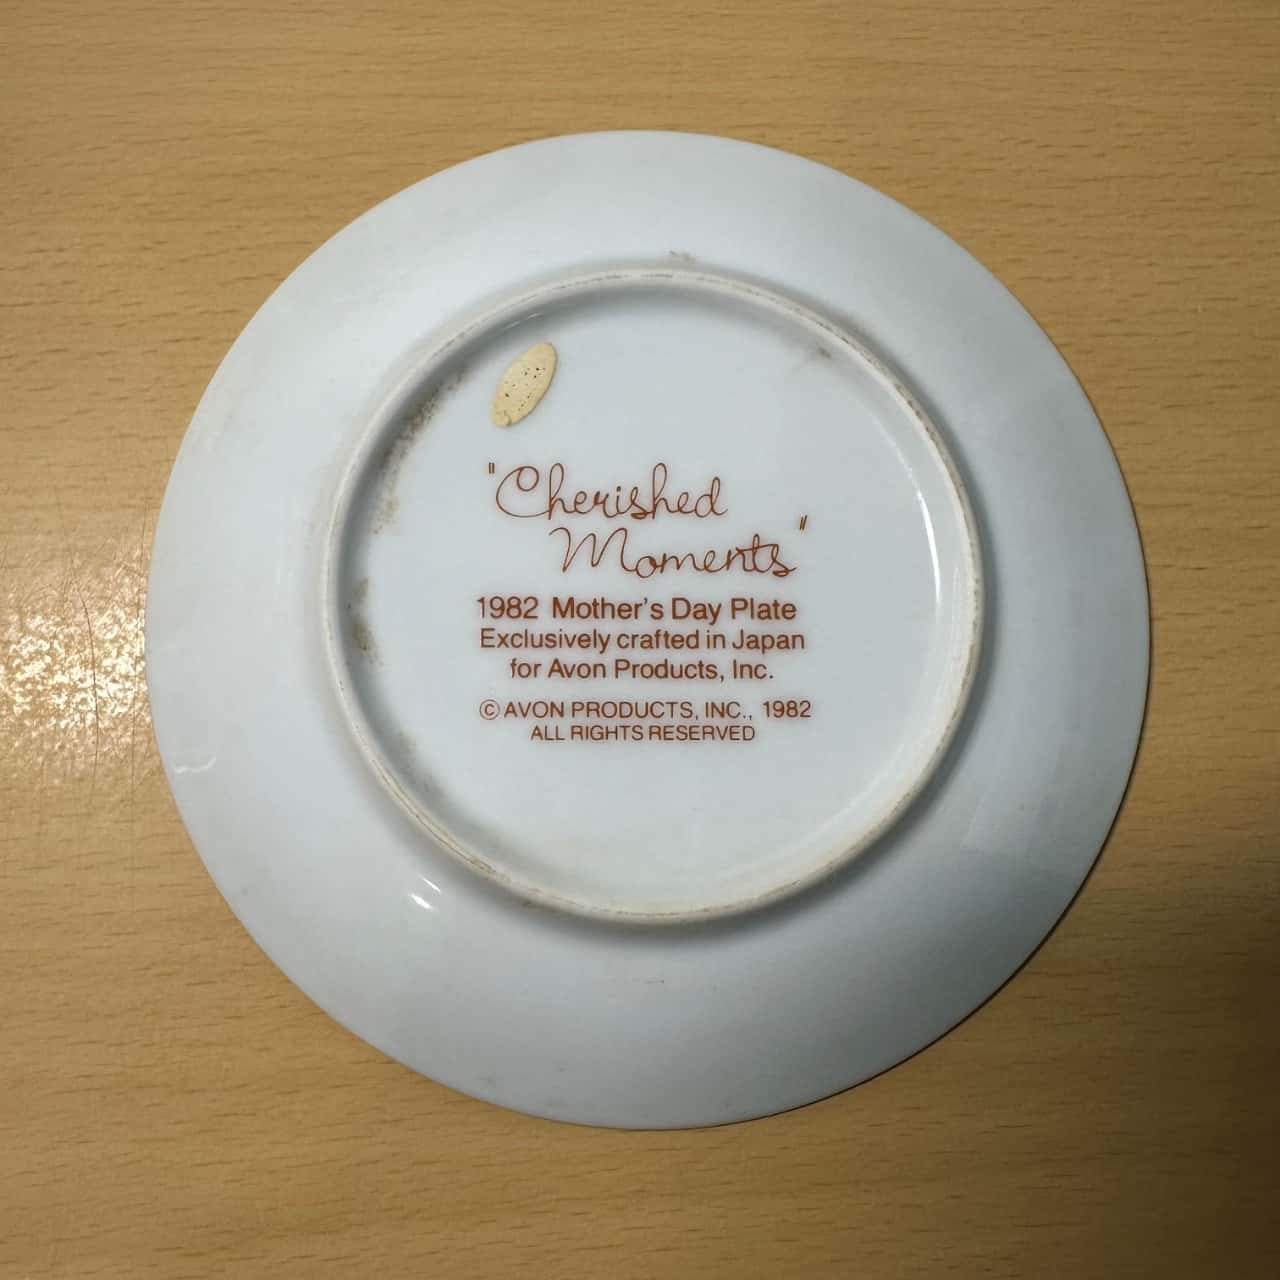 "Cherished
Moments"
1982 Mother's Day Plate
Exclusively crafted in Japan
for Avon Products, Inc.
© AVON PRODUCTS, INC., 1982
ALL RIGHTS RESERVED